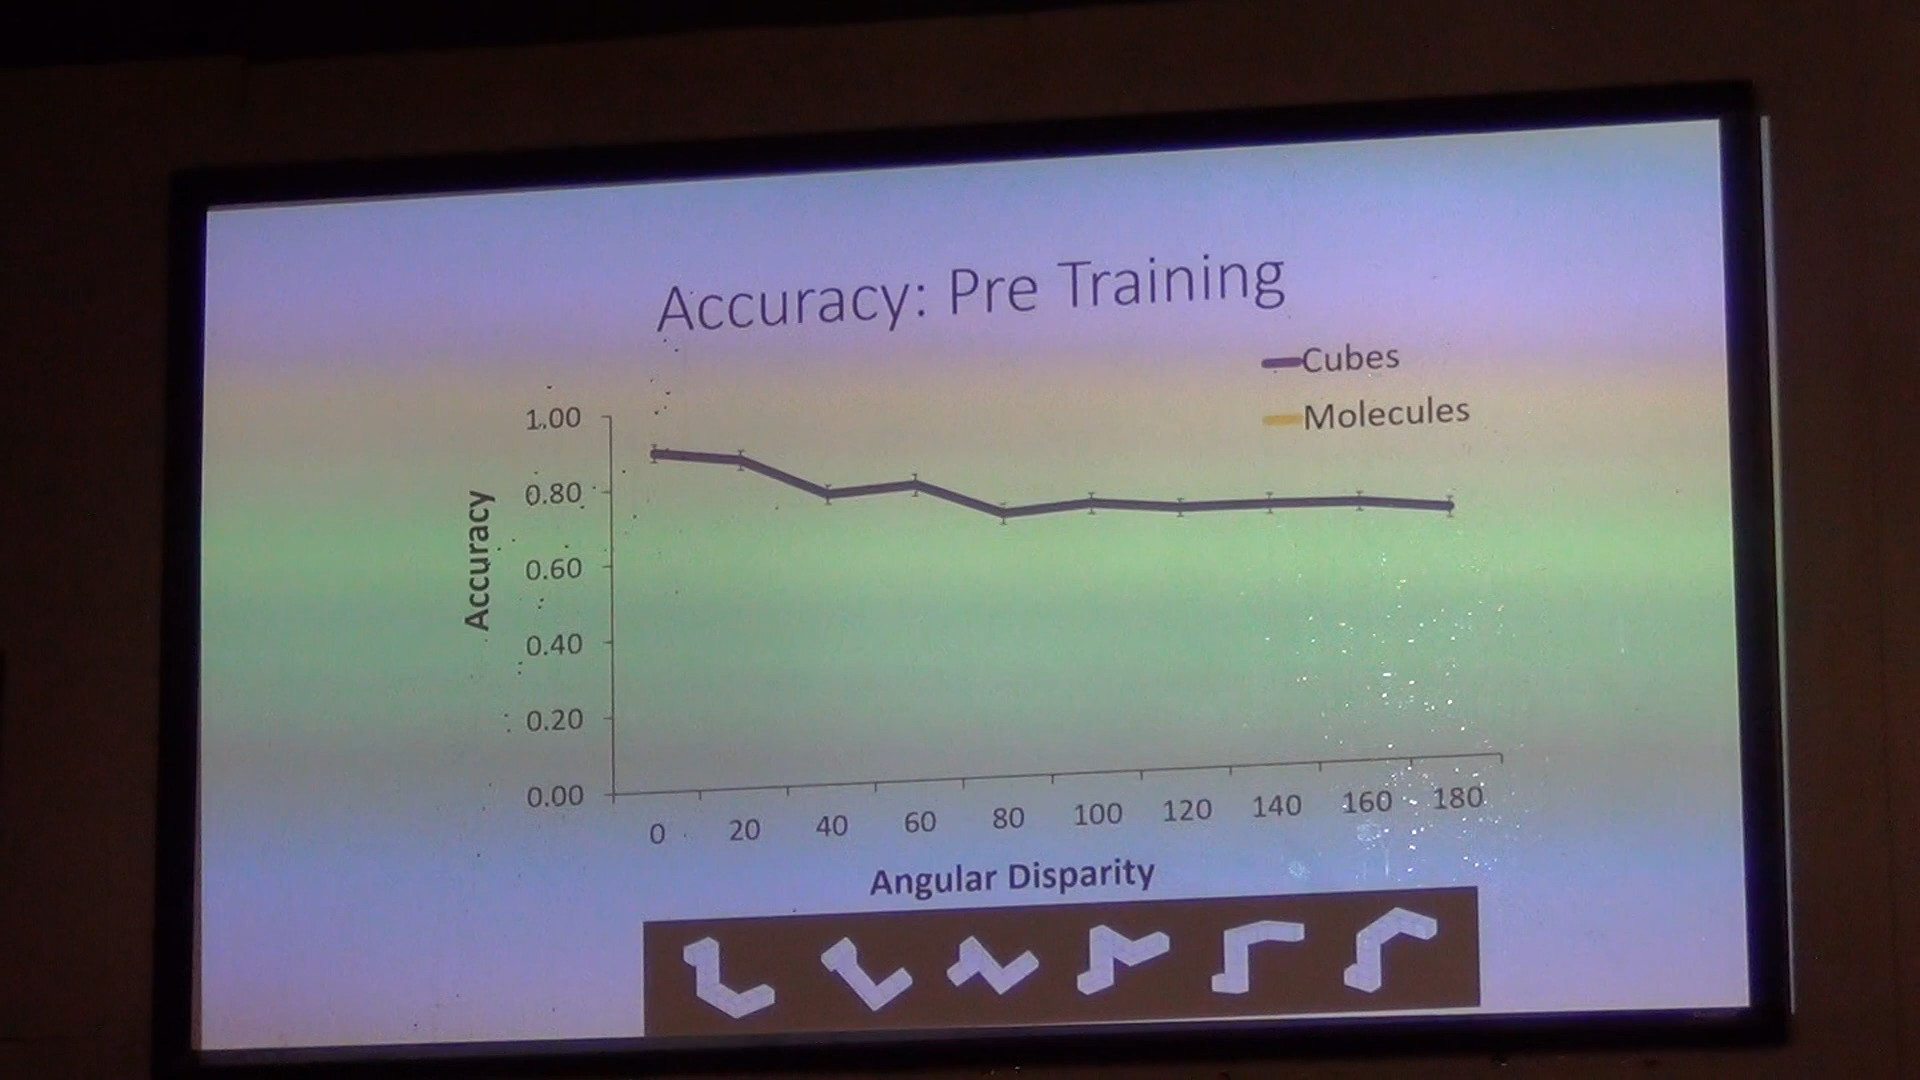 Accuracy: Pre Training
Cubes
Molecules
1.00
0.80
0.60
0.40
0.20
0.00
Accuracy
0 20 40 60 80 100 120 140 160 180
Angular Disparity